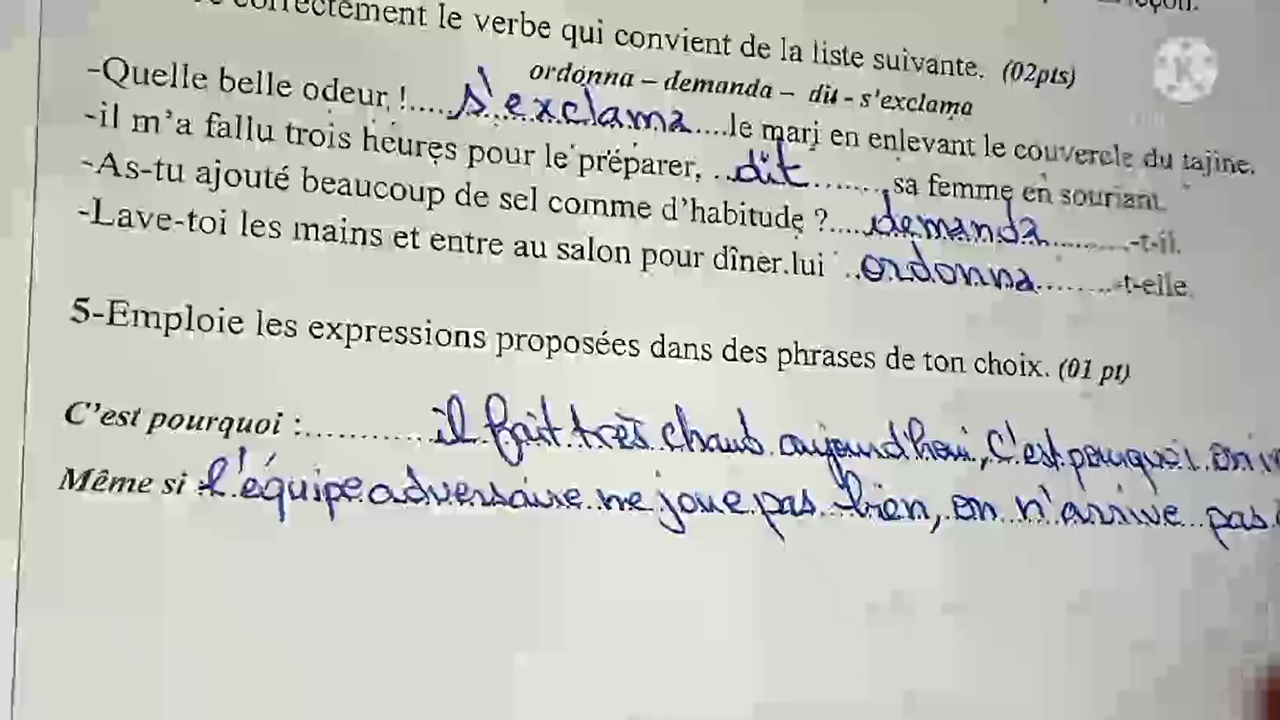 correctement le verbe qui convient de la liste suivante. (02pts)
ordonna – demanda – dit - s'exclama
-Quelle belle odeur !.....s'exclama....le mari en enlevant le couvercle du tajine.
-il m'a fallu trois heures pour le préparer, ..dit........sa femme en souriant.
-As-tu ajouté beaucoup de sel comme d'habitude ?....demanda.........-t-il.
-Lave-toi les mains et entre au salon pour dîner.lui ..ordonna.........-t-elle.
5-Emploie les expressions proposées dans des phrases de ton choix. (01 pt)
C'est pourquoi :............il fait très chaud aujourd'hui, c'est pourquoi on
Même si l'équipe adversaire ne joue pas bien, on n'arrive pas
K